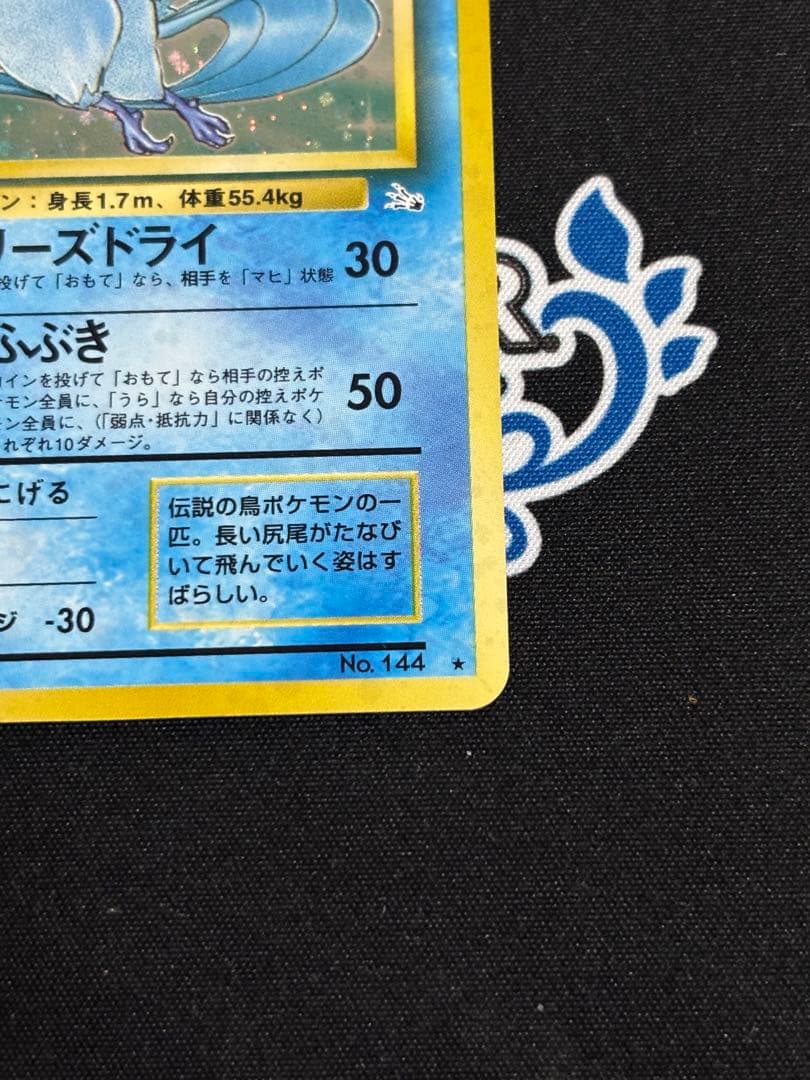 ン：身長1.7m、体重55.4kg
リーズドライ 30
投げて「おもて」なら、相手を「マヒ」状態
ふぶき 50
コインを投げて「おもて」なら相手の控えポ
ケモン全員に、「うら」なら自分の控えポケ
モン全員に、（「弱点・抵抗力」に関係なく）
れぞれ10ダメージ。
にげる
伝説の鳥ポケモンの一
匹。長い尻尾がたなび
いて飛んでいく姿はす
ばらしい。
ジ -30
No. 144 ★
R.